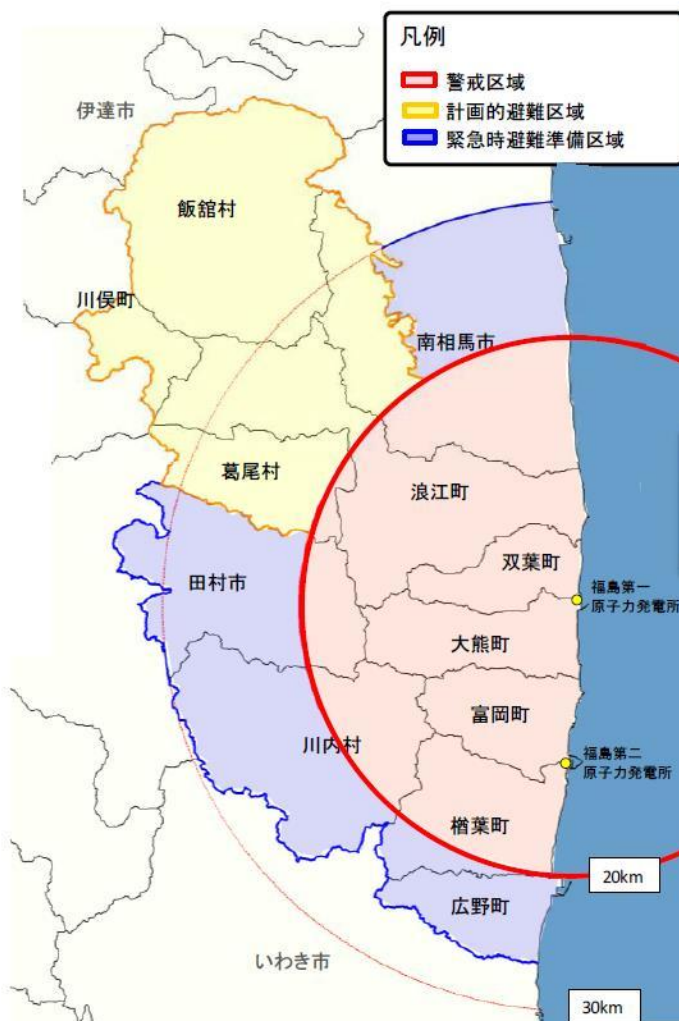 凡例
警戒区域
計画的避難区域
緊急時避難準備区域
伊達市
飯舘村
川俣町
南相馬市
葛尾村
浪江町
双葉町
田村市
福島第一
原子力発電所
大熊町
富岡町
川内村
福島第二
原子力発電所
楢葉町
20km
広野町
いわき市
30km